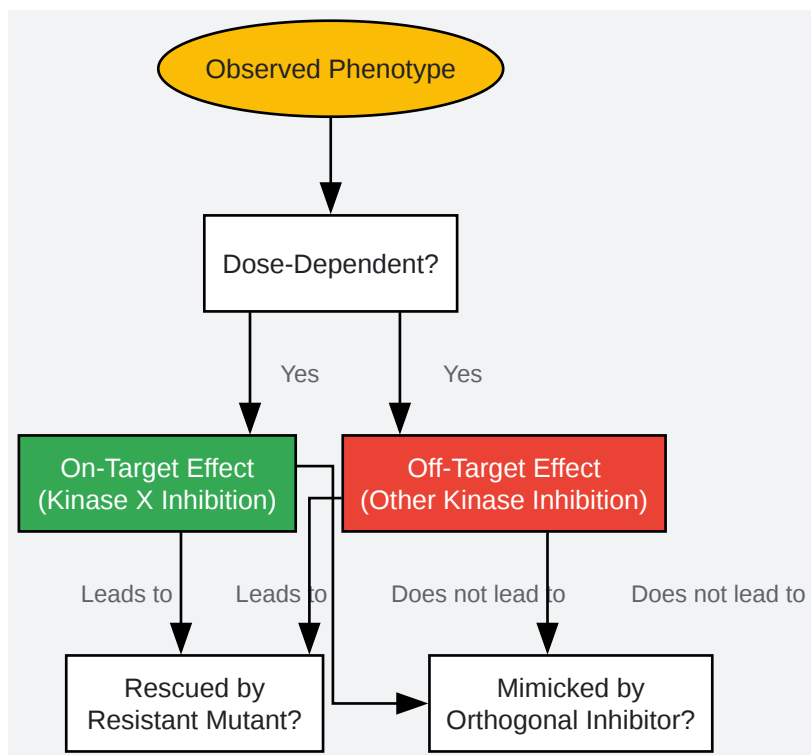 Observed Phenotype
Dose-Dependent?
Yes
Yes
On-Target Effect
(Kinase X Inhibition)
Off-Target Effect
(Other Kinase Inhibition)
Leads to
Leads to
Does not lead to
Does not lead to
Rescued by
Resistant Mutant?
Mimicked by
Orthogonal Inhibitor?